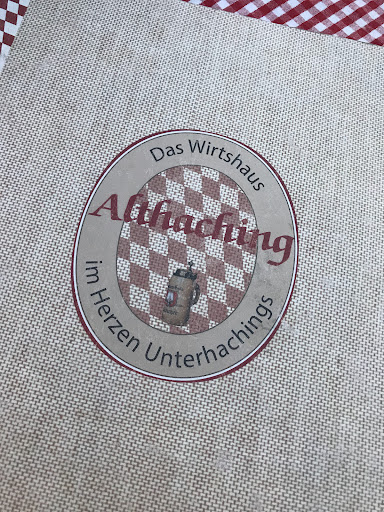 Das Wirtshaus
Althaching
im Herzen Unterhachings